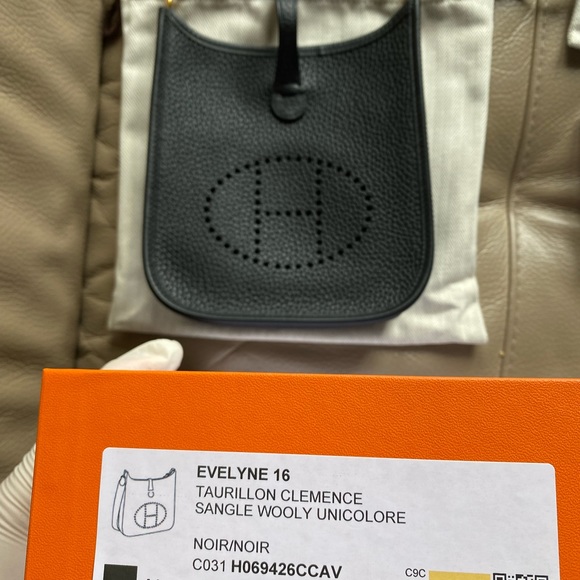 EVELYNE 16
TAURILLON CLEMENCE
SANGLE WOOLY UNICOLORE
NOIR/NOIR
C031 H069426CCAV
C9C
H